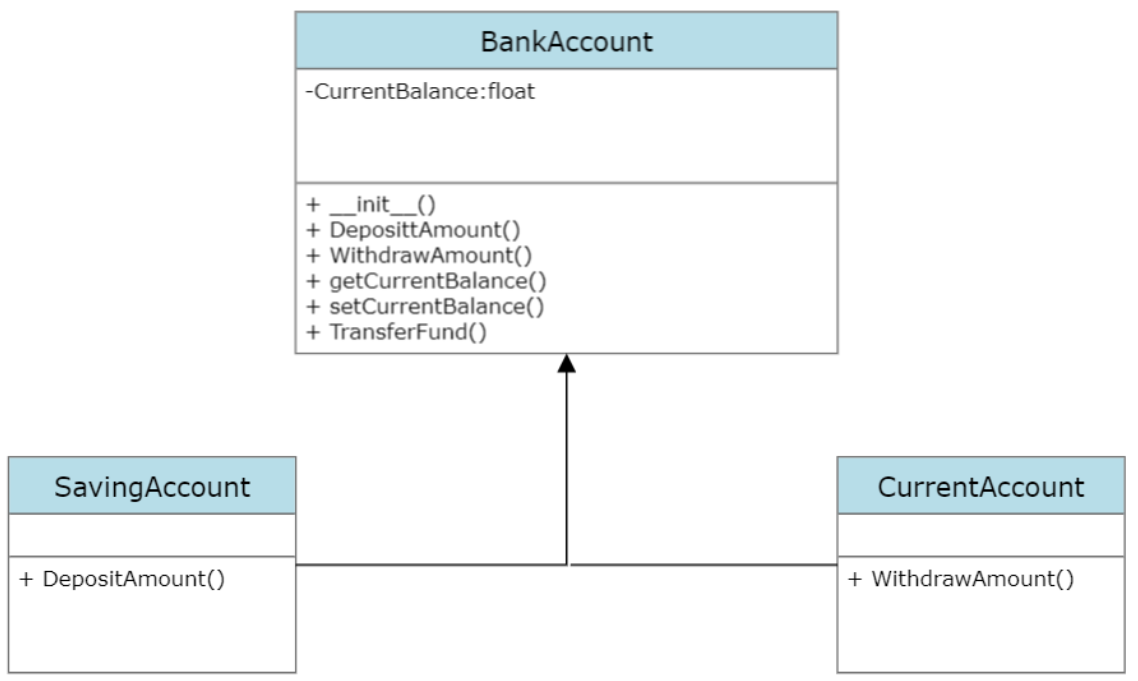 BankAccount
-CurrentBalance:float
+ __init__()
+ DeposittAmount()
+ WithdrawAmount()
+ getCurrentBalance()
+ setCurrentBalance()
+ TransferFund()
SavingAccount
+ DepositAmount()
CurrentAccount
+ WithdrawAmount()